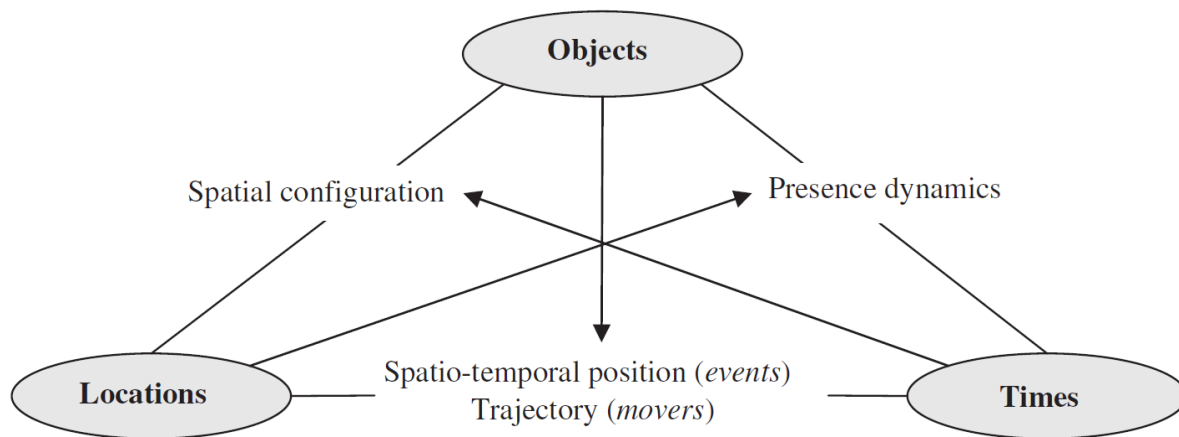 Objects
Spatial configuration
Presence dynamics
Locations
Spatio-temporal position (events)
Trajectory (movers)
Times